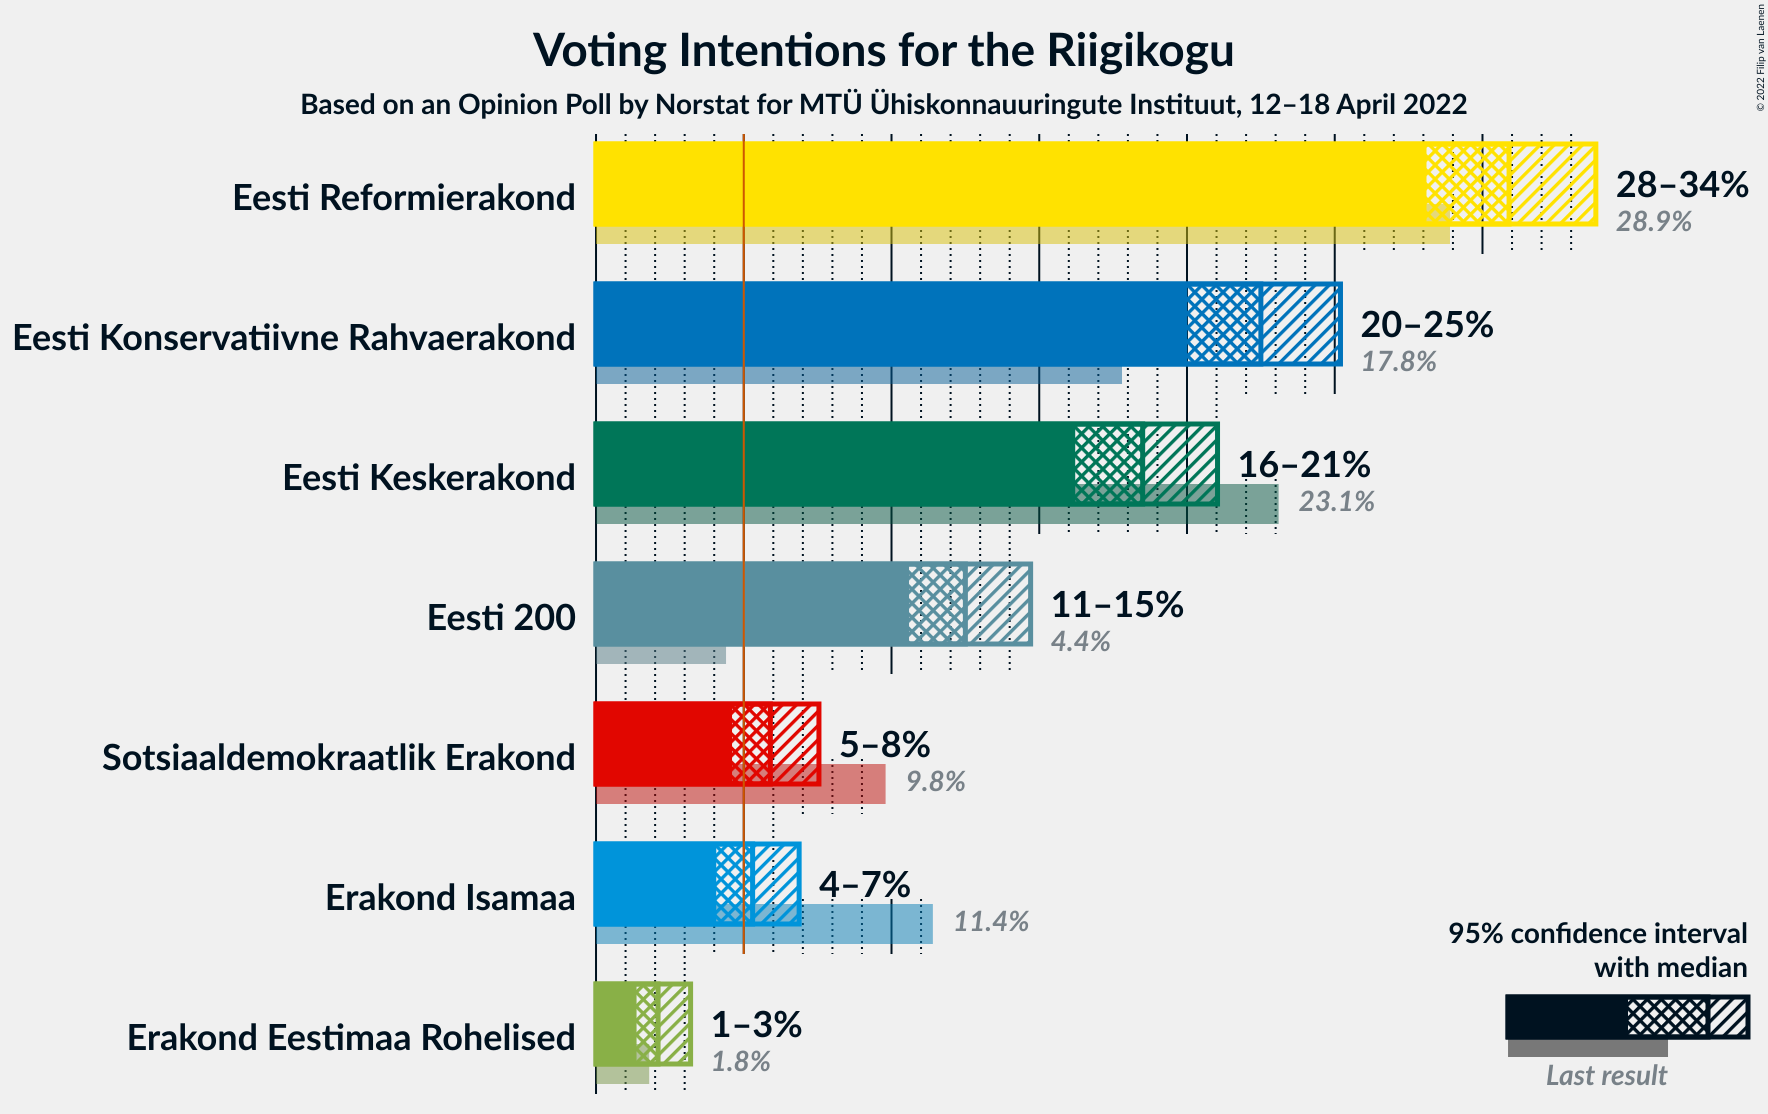 Voting Intentions for the Riigikogu
Based on an Opinion Poll by Norstat for MTÜ Ühiskonnauuringute Instituut, 12–18 April 2022
© 2022 Filip van Laenen
Eesti Reformierakond
28–34%
28.9%
Eesti Konservatiivne Rahvaerakond
20–25%
17.8%
Eesti Keskerakond
16–21%
23.1%
Eesti 200
11–15%
4.4%
Sotsiaaldemokraatlik Erakond
5–8%
9.8%
Erakond Isamaa
4–7%
11.4%
Erakond Eestimaa Rohelised
1–3%
1.8%
95% confidence interval
with median
Last result